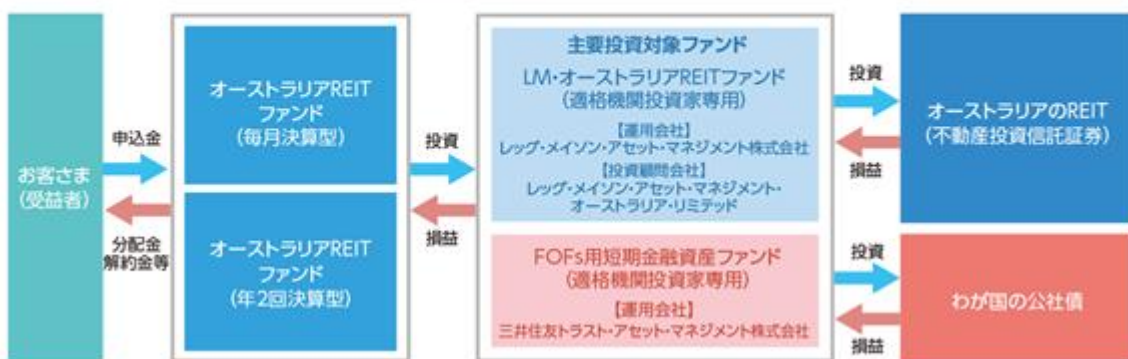 お客さま
(受益者)
申込金
分配金
解約金等
オーストラリアREIT
ファンド
(毎月決算型)
オーストラリアREIT
ファンド
(年2回決算型)
投資
損益
主要投資対象ファンド
LM・オーストラリアREITファンド
(適格機関投資家専用)
【運用会社】
レッグ・メイソン・アセット・マネジメント株式会社
【投資顧問会社】
レッグ・メイソン・アセット・マネジメント・
オーストラリア・リミテッド
FOFs用短期金融資産ファンド
(適格機関投資家専用)
【運用会社】
三井住友トラスト・アセット・マネジメント株式会社
投資
損益
オーストラリアのREIT
(不動産投資信託証券)
投資
損益
わが国の公社債